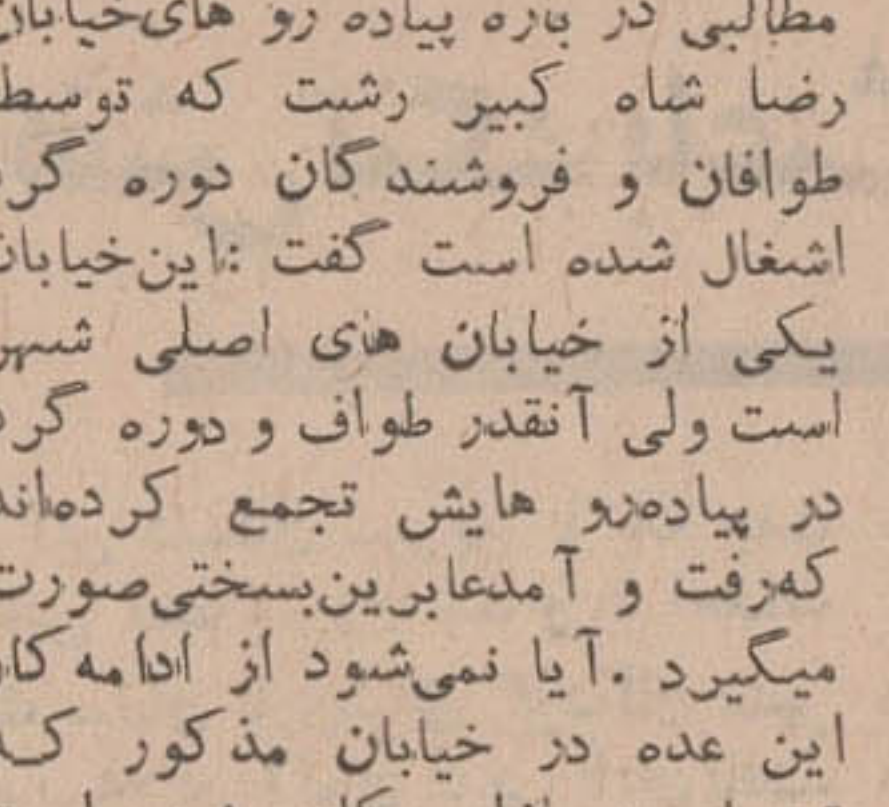 مطالبی در باره پیاده رو های‌خیابان
رضا شاه کبیر رشت که توسط
طوافان و فروشندگان دوره گرد
اشغال شده است گفت :این‌خیابان
یکی از خیابان های اصلی شهر
است ولی آنقدر طواف و دوره گرد
در پیاده‌رو هایش تجمع کرده‌اند
که‌رفت و آمدعابرین‌بسختی‌صورت
میگیرد .آیا نمی‌شود از ادامه کار
این عده در خیابان مذکور که